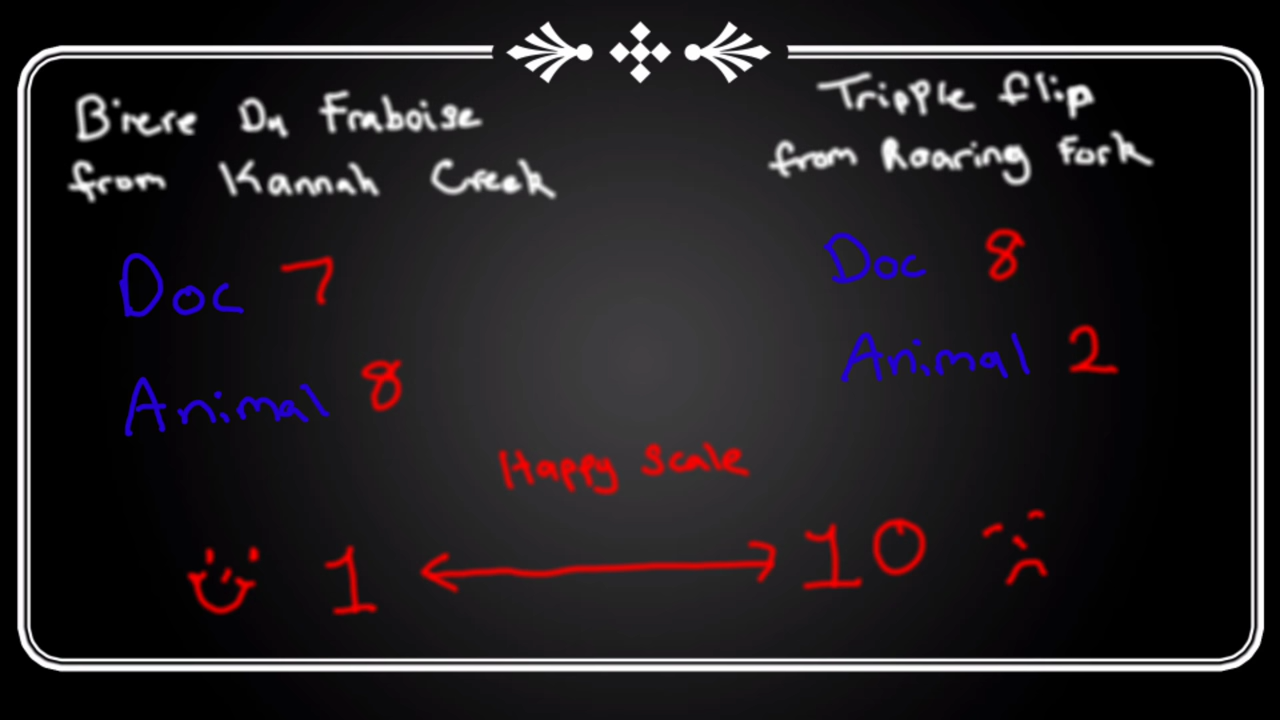 Biere Du Fraboise
from Kannah Creek
Doc 7
Animal 8
Tripple flip
from Roaring Fork
Doc 8
Animal 2
Happy Scale
1 10